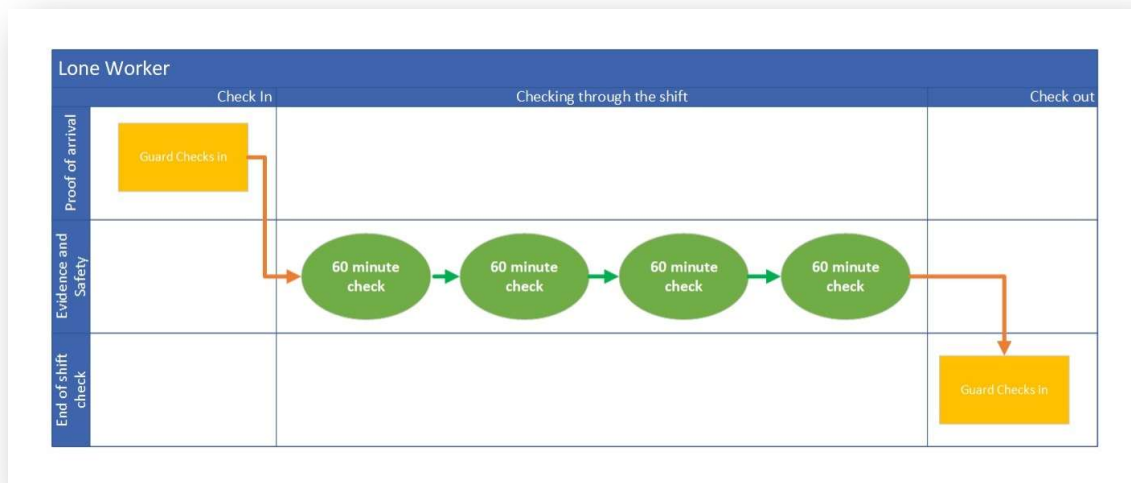 Lone Worker
Check In
Checking through the shift
Check out
Proof of arrival
Guard Checks in
Evidence and
Safety
60 minute
check
60 minute
check
60 minute
check
60 minute
check
End of shift
check
Guard Checks in